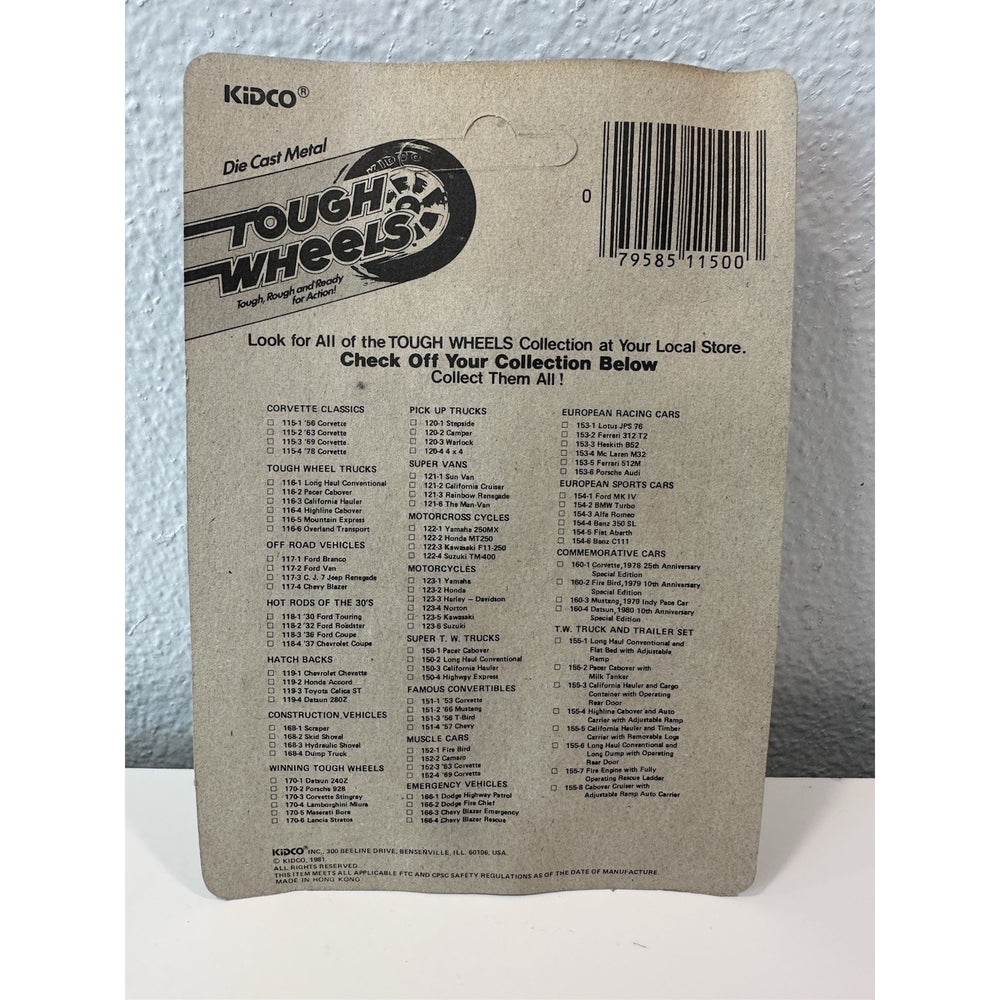 KiDCO®
Die Cast Metal
KIDCO
TOUGH
WHeeLS
Tough, Rough and Ready
for Action!
0
79585 11500
Look for All of the TOUGH WHEELS Collection at Your Local Store.
Check Off Your Collection Below
Collect Them All !
CORVETTE CLASSICS
115-1 '56 Corvette
115-2 '63 Corvette
115-3 '69 Corvette
115-4 '78 Corvette
TOUGH WHEEL TRUCKS
116-1 Long Haul Conventional
116-2 Pacer Cabover
116-3 California Hauler
116-4 Highline Cabover
116-5 Mountain Express
116-6 Overland Transport
OFF ROAD VEHICLES
117-1 Ford Branco
117-2 Ford Van
117-3 C. J. 7 Jeep Renegade
117-4 Chevy Blazer
HOT RODS OF THE 30'S
118-1 '30 Ford Touring
118-2 '32 Ford Roadster
118-3 '36 Ford Coupe
118-4 '37 Chevrolet Coupe
HATCH BACKS
119-1 Chevrolet Chevette
119-2 Honda Accord
119-3 Toyota Calica ST
119-4 Datsun 280Z
CONSTRUCTION VEHICLES
168-1 Scraper
168-2 Skid Shovel
168-3 Hydraulic Shovel
168-4 Dump Truck
WINNING TOUGH WHEELS
170-1 Datsun 240Z
170-2 Porsche 928
170-3 Corvette Stingray
170-4 Lamborghini Miura
170-5 Maserati Bora
170-6 Lancia Stratos
PICK UP TRUCKS
120-1 Stepside
120-2 Camper
120-3 Warlock
120-4 4 x 4
SUPER VANS
121-1 Sun Van
121-2 California Cruiser
121-3 Rainbow Renegade
121-6 The Man-Van
MOTORCROSS CYCLES
122-1 Yamaha 250MX
122-2 Honda MT250
122-3 Kawasaki F11-250
122-4 Suzuki TM-400
MOTORCYCLES
123-1 Yamaha
123-2 Honda
123-3 Harley – Davidson
123-4 Norton
123-5 Kawasaki
123-6 Suzuki
SUPER T. W. TRUCKS
150-1 Pacer Cabover
150-2 Long Haul Conventional
150-3 California Hauler
150-4 Highway Express
FAMOUS CONVERTIBLES
151-1 '53 Corvette
151-2 '66 Mustang
151-3 '56 T-Bird
151-4 '57 Chevy
MUSCLE CARS
152-1 Fire Bird
152-2 Camaro
152-3 '63 Corvette
152-4 '69 Corvette
EMERGENCY VEHICLES
166-1 Dodge Highway Patrol
166-2 Dodge Fire Chief
166-3 Chevy Blazer Emergency
166-4 Chevy Blazer Rescue
EUROPEAN RACING CARS
153-1 Lotus JPS 76
153-2 Ferrari 312 T2
153-3 Heskith B52
153-4 Mc Laren M32
153-5 Ferrari 512M
153-6 Porsche Audi
EUROPEAN SPORTS CARS
154-1 Ford MK IV
154-2 BMW Turbo
154-3 Alfa Romeo
154-4 Benz 350 SL
154-5 Fiat Abarth
154-6 Benz C111
COMMEMORATIVE CARS
160-1 Corvette,1978 25th Anniversary
Special Edition
160-2 Fire Bird,1979 10th Anniversary
Special Edition
160-3 Mustang,1979 Indy Pace Car
160-4 Datsun,1980 10th Anniversary
Special Edition
T.W. TRUCK AND TRAILER SET
155-1 Long Haul Conventional and
Flat Bed with Adjustable
Ramp
155-2 Pacer Cabover with
Milk Tanker
155-3 California Hauler and Cargo
Container with Operating
Rear Door
155-4 Highline Cabover and Auto
Carrier with Adjustable Ramp
155-5 California Hauler and Timber
Carrier with Removable Logs
155-6 Long Haul Conventional and
Long Dump with Operating
Rear Door
155-7 Fire Engine with Fully
Operating Rescue Ladder
155-8 Cabover Cruiser with
Adjustable Ramp Auto Carrier
KiDCO® INC., 300 BEELINE DRIVE, BENSENVILLE, ILL. 60106, USA.
© KIDCO, 1981.
ALL RIGHTS RESERVED.
THIS ITEM MEETS ALL APPLICABLE FTC AND CPSC SAFETY REGULATIONS AS OF THE DATE OF MANUFACTURE.
MADE IN HONG KONG